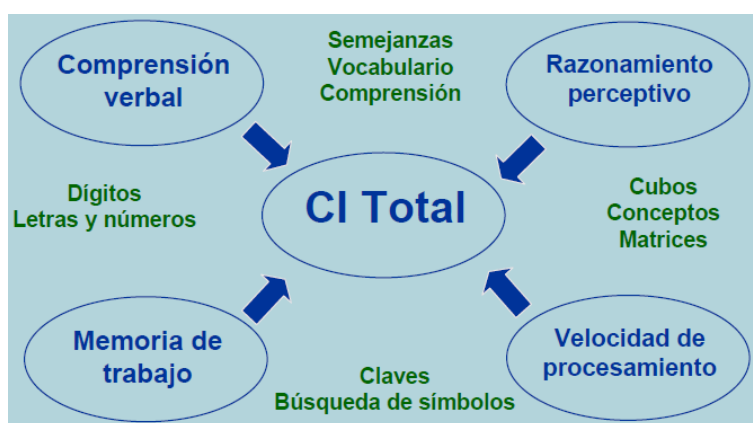 Comprensión
verbal
Semejanzas
Vocabulario
Comprensión
Razonamiento
perceptivo
Dígitos
Letras y números
CI Total
Cubos
Conceptos
Matrices
Memoria de
trabajo
Claves
Búsqueda de símbolos
Velocidad de
procesamiento